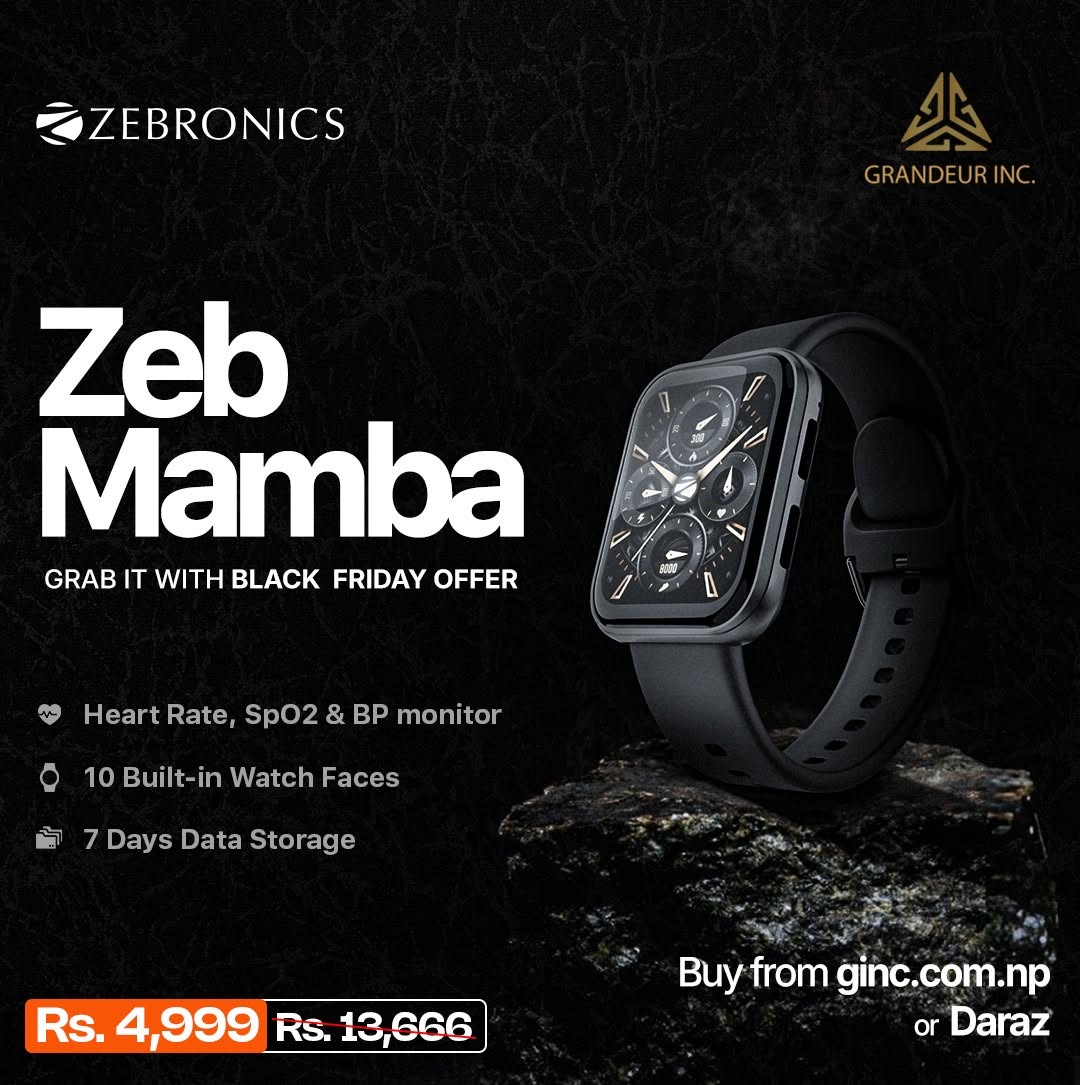 ZEBRONICS
GRANDEUR INC.
Zeb
Mamba
GRAB IT WITH BLACK FRIDAY OFFER
300
8000
Heart Rate, SpO2 & BP monitor
10 Built-in Watch Faces
7 Days Data Storage
Buy from ginc.com.np
or Daraz
Rs. 4,999 Rs. 13,666